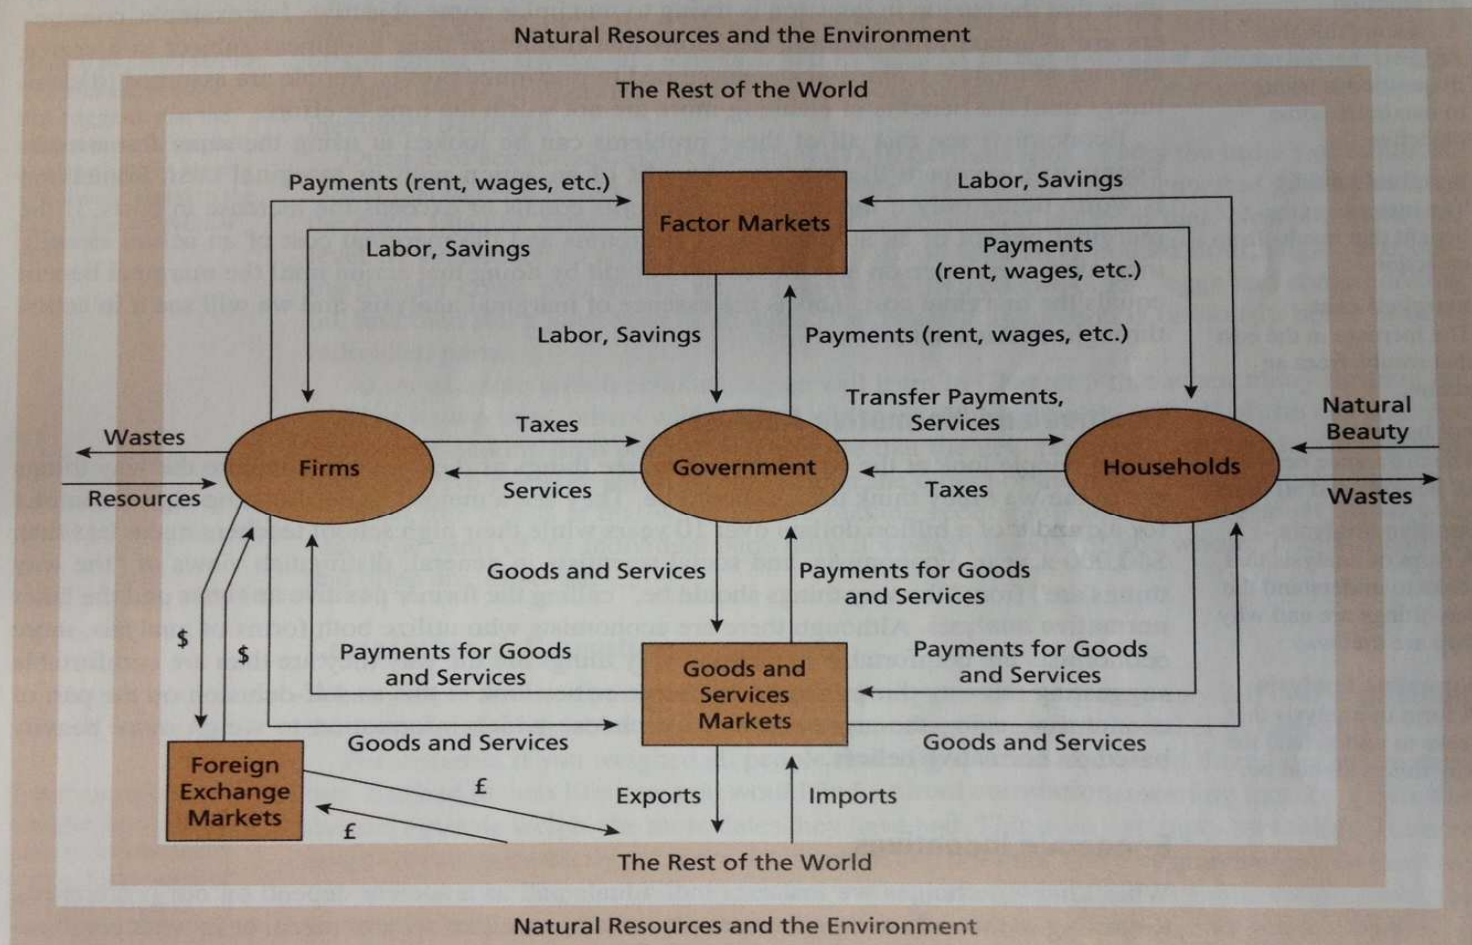 Natural Resources and the Environment
The Rest of the World
Payments (rent, wages, etc.)
Labor, Savings
Factor Markets
Labor, Savings
Payments
(rent, wages, etc.)
Labor, Savings
Payments (rent, wages, etc.)
Transfer Payments,
Services
Natural
Beauty
Wastes
Taxes
Firms
Government
Households
Resources
Services
Taxes
Wastes
Goods and Services
Payments for Goods
and Services
$
$
Payments for Goods
and Services
Goods and
Services
Markets
Payments for Goods
and Services
Goods and Services
Goods and Services
Foreign
Exchange
Markets
£
£
Exports
Imports
The Rest of the World
Natural Resources and the Environment